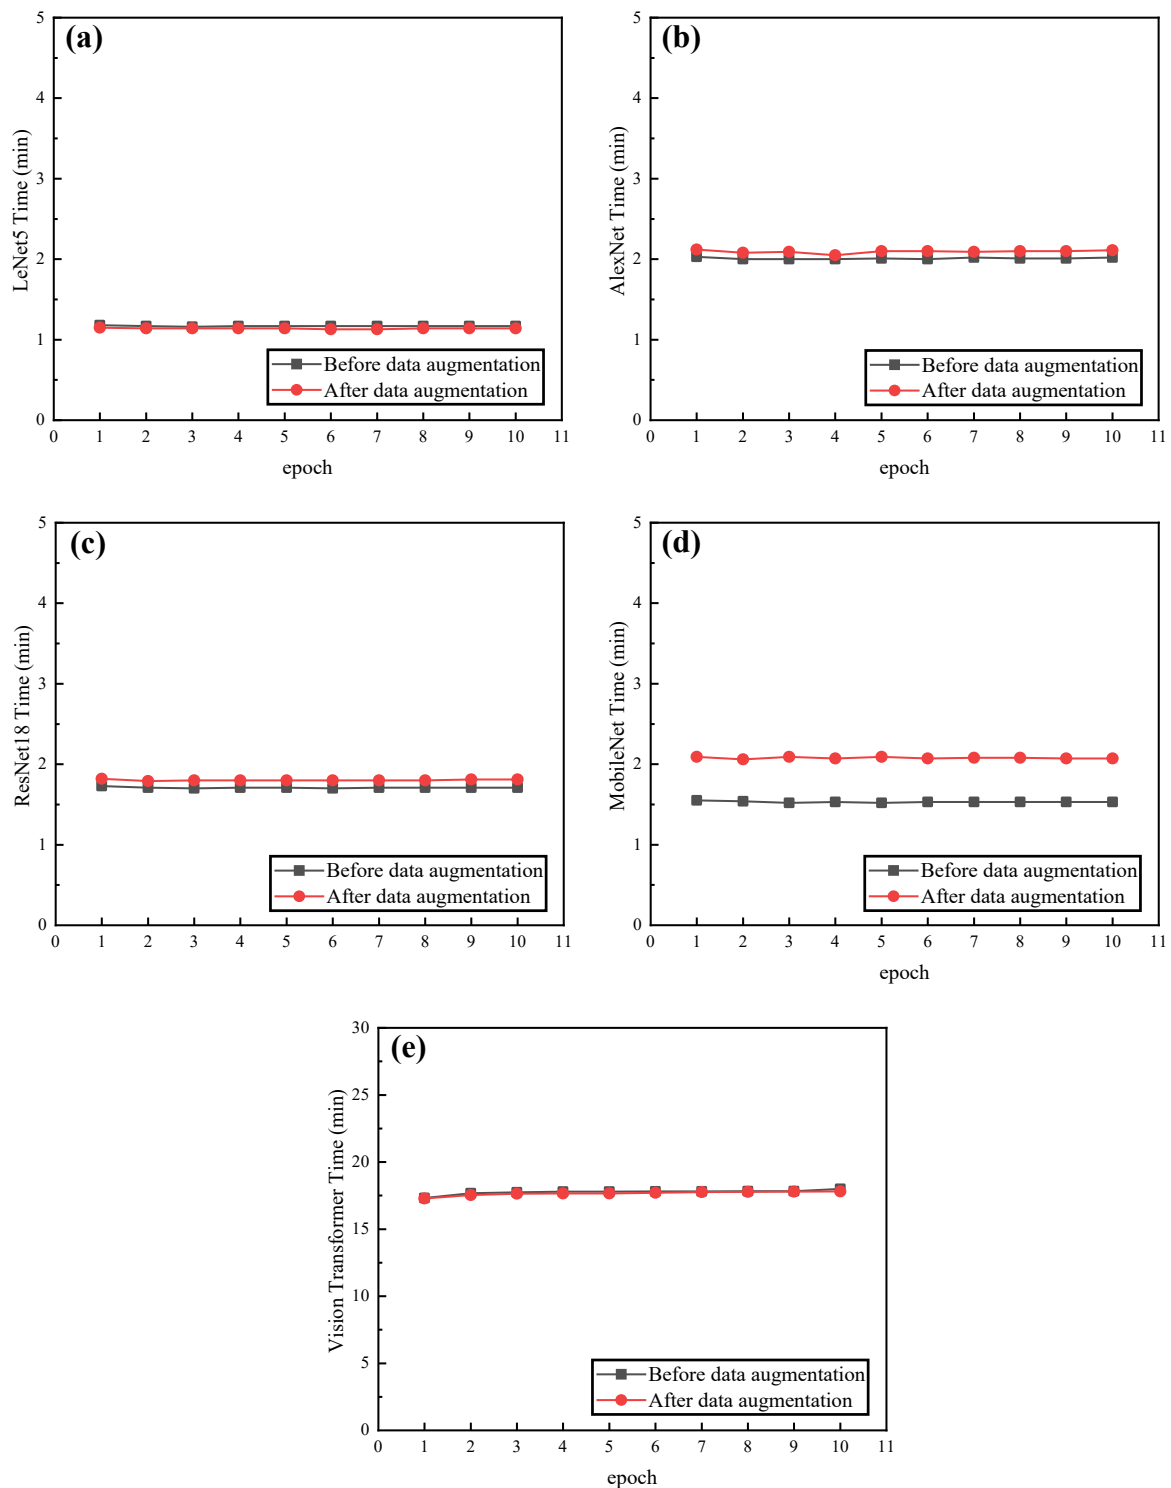 (a)
LeNet5 Time (min)
5
4
3
2
1
0
0 1 2 3 4 5 6 7 8 9 10 11
epoch
Before data augmentation
After data augmentation
(b)
AlexNet Time (min)
5
4
3
2
1
0
0 1 2 3 4 5 6 7 8 9 10 11
epoch
Before data augmentation
After data augmentation
(c)
ResNet18 Time (min)
5
4
3
2
1
0
0 1 2 3 4 5 6 7 8 9 10 11
epoch
Before data augmentation
After data augmentation
(d)
MobileNet Time (min)
5
4
3
2
1
0
0 1 2 3 4 5 6 7 8 9 10 11
epoch
Before data augmentation
After data augmentation
(e)
Vision Transformer Time (min)
30
25
20
15
10
5
0
0 1 2 3 4 5 6 7 8 9 10 11
epoch
Before data augmentation
After data augmentation